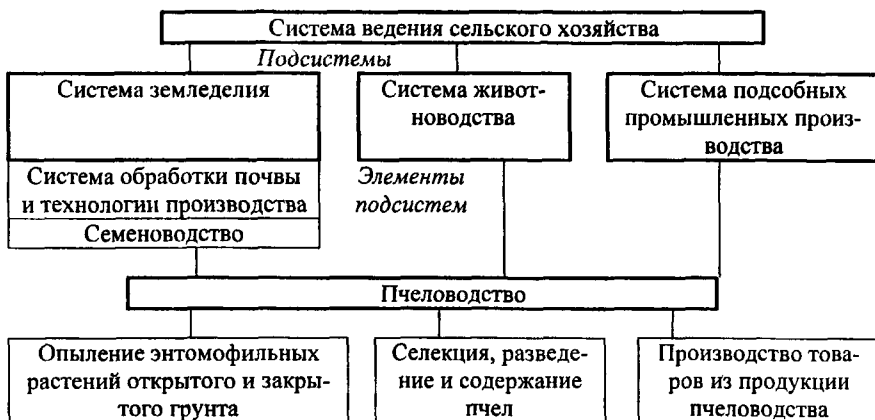 Система ведения сельского хозяйства
Подсистемы
Система земледелия
Система живот-
новодства
Система подсобных
промышленных произ-
водства
Система обработки почвы
и технологии производства
Семеноводство
Элементы
подсистем
Пчеловодство
Опыление энтомофильных
растений открытого и закры-
того грунта
Селекция, разведе-
ние и содержание
пчел
Производство това-
ров из продукции
пчеловодства